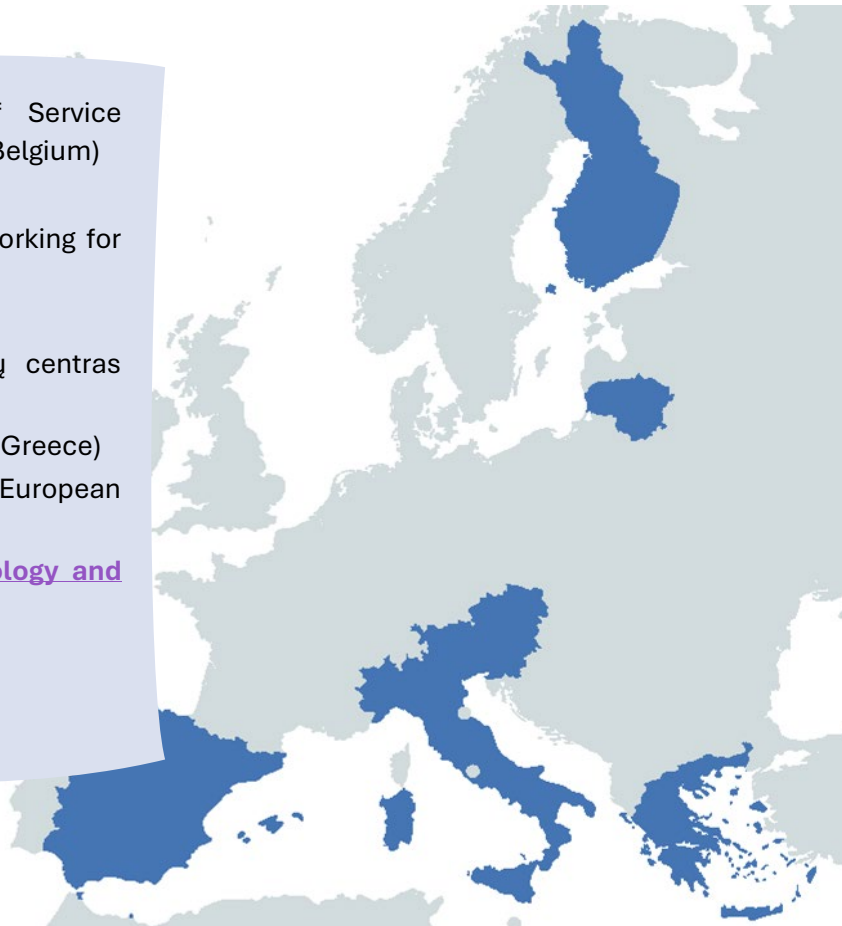 Service
Belgium)
orking for
centras
Greece)
European
ology and